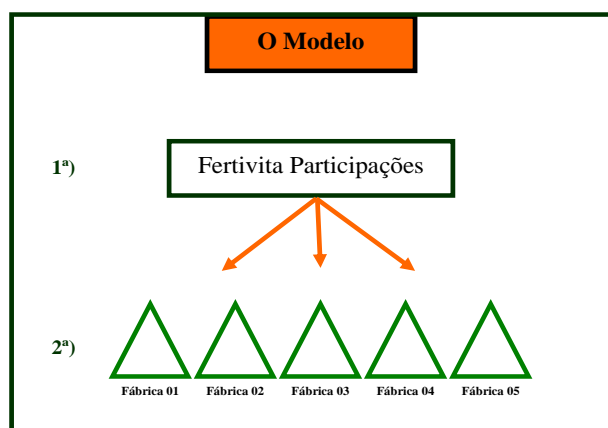 O Modelo
1ª)
Fertivita Participações
2ª)
Fábrica 01 Fábrica 02 Fábrica 03 Fábrica 04 Fábrica 05